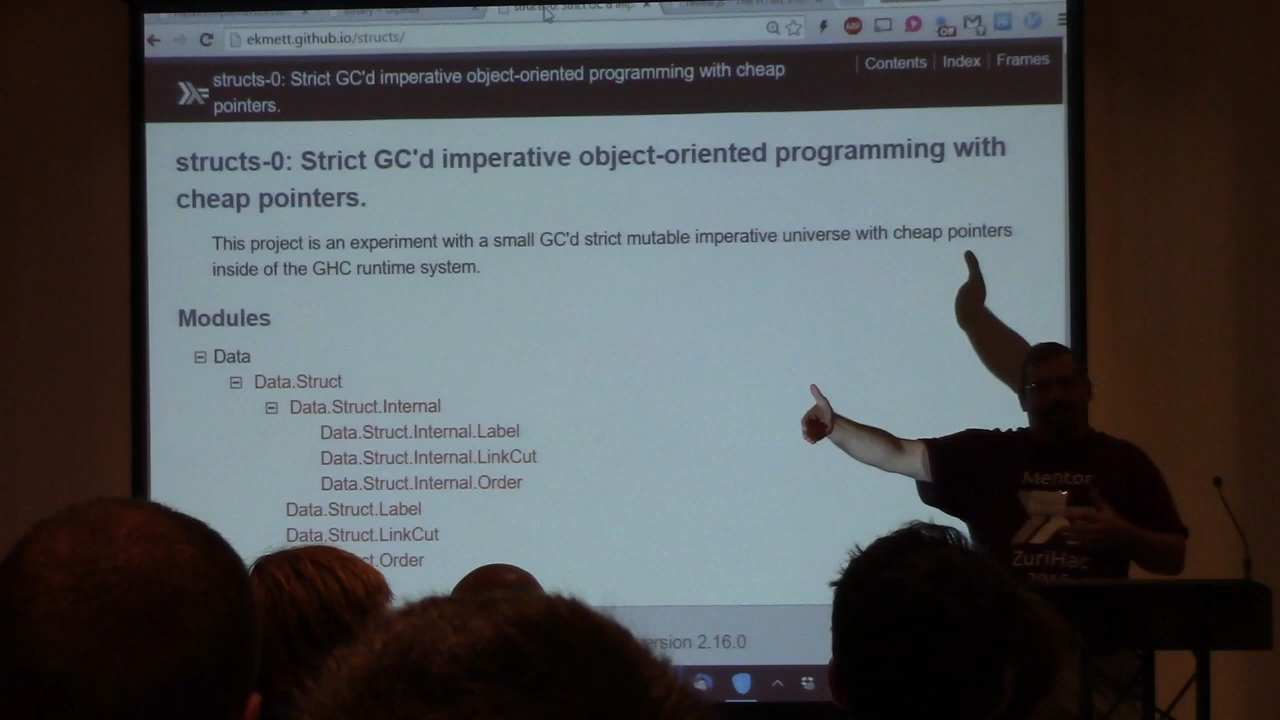 ekmett.github.io/structs/
structs-0: Strict GC'd imperative object-oriented programming with cheap
pointers.
Contents
Index
Frames
structs-0: Strict GC'd imperative object-oriented programming with
cheap pointers.
This project is an experiment with a small GC'd strict mutable imperative universe with cheap pointers
inside of the GHC runtime system.
Modules
Data
Data.Struct
Data.Struct.Internal
Data.Struct.Internal.Label
Data.Struct.Internal.LinkCut
Data.Struct.Internal.Order
Data.Struct.Label
Data.Struct.LinkCut
ct.Order
ersion 2.16.0
Mentor
ZuriHac
ABP
Off